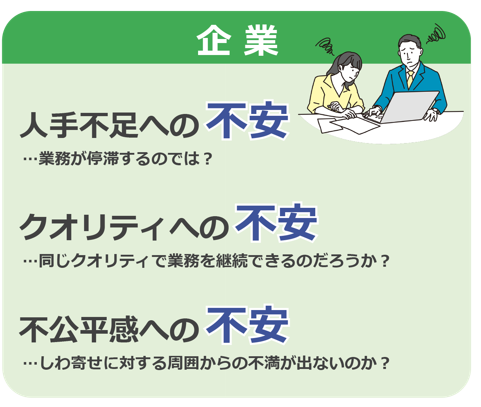 企業
人手不足への不安
…業務が停滞するのでは？
クオリティへの不安
…同じクオリティで業務を継続できるのだろうか？
不公平感への不安
…しわ寄せに対する周囲からの不満が出ないのか？